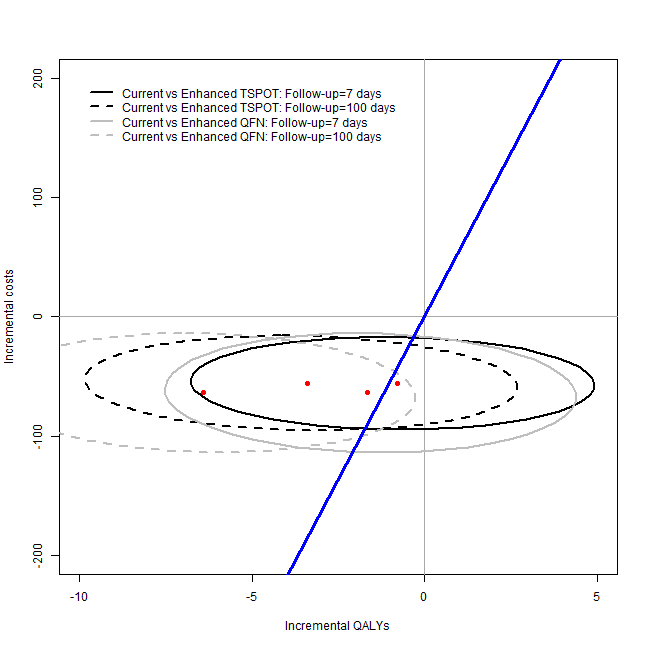 Current vs Enhanced TSPOT: Follow-up=7 days
Current vs Enhanced TSPOT: Follow-up=100 days
Current vs Enhanced QFN: Follow-up=7 days
Current vs Enhanced QFN: Follow-up=100 days
Incremental costs
200
100
0
-100
-200
-10
-5
0
5
Incremental QALYs